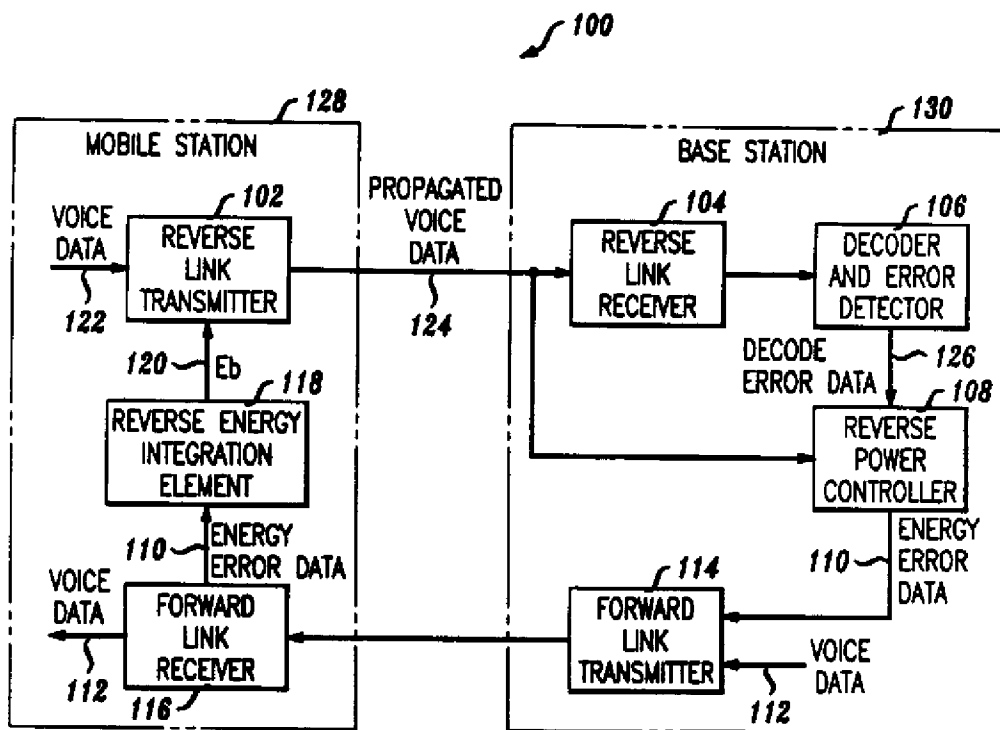 100
128
MOBILE STATION
130
BASE STATION
102
REVERSE
LINK
TRANSMITTER
VOICE
DATA
122
PROPAGATED
VOICE
DATA
124
104
REVERSE
LINK
RECEIVER
106
DECODER
AND ERROR
DETECTOR
126
DECODE
ERROR DATA
120
Eb
118
REVERSE ENERGY
INTEGRATION
ELEMENT
108
REVERSE
POWER
CONTROLLER
110
ENERGY
ERROR DATA
110
ENERGY
ERROR
DATA
VOICE
DATA
112
FORWARD
LINK
RECEIVER
116
114
FORWARD
LINK
TRANSMITTER
VOICE
DATA
112